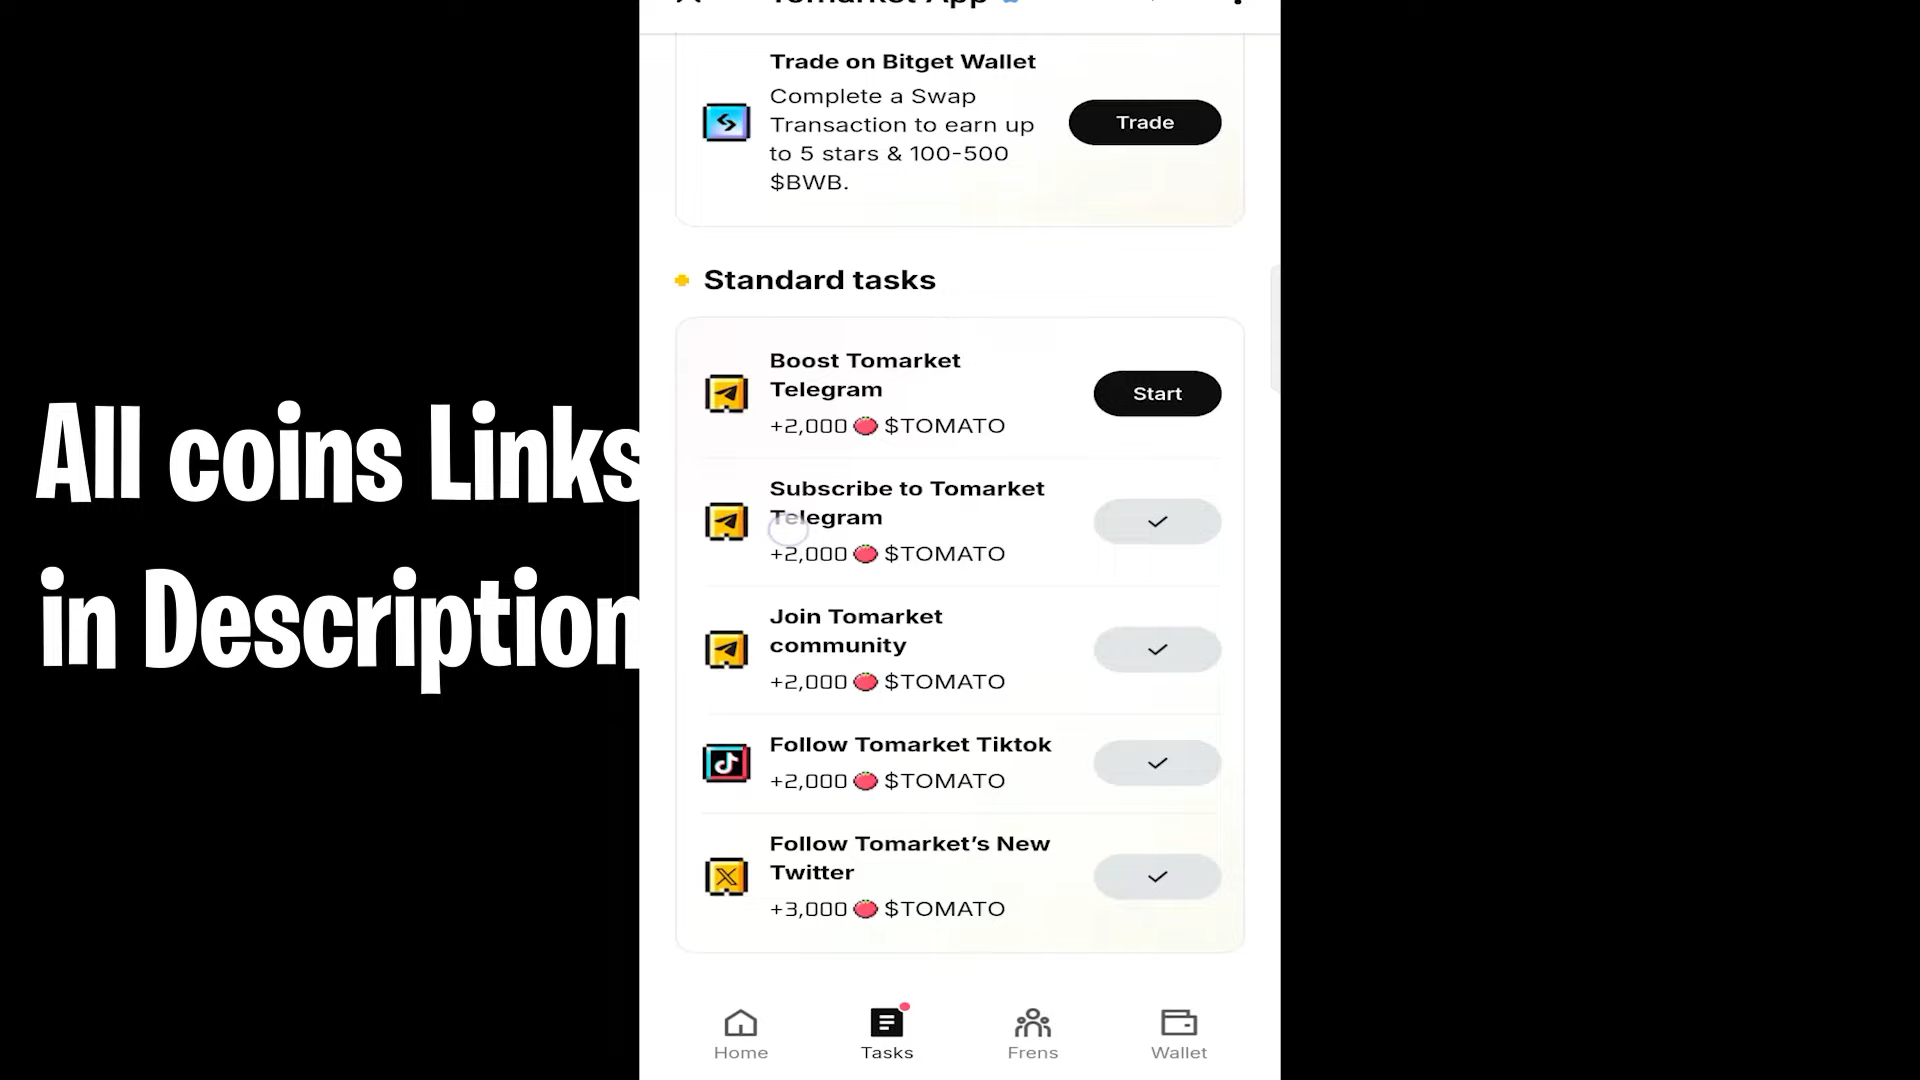 Tomarket App
Trade on Bitget Wallet
Complete a Swap
Transaction to earn up
to 5 stars & 100-500
$BWB.
Trade
Standard tasks
Boost Tomarket
Telegram
+2,000 $TOMATO
Start
Subscribe to Tomarket
Telegram
+2,000 $TOMATO
Join Tomarket
community
+2,000 $TOMATO
Follow Tomarket Tiktok
+2,000 $TOMATO
Follow Tomarket’s New
Twitter
+3,000 $TOMATO
Home
Tasks
Frens
Wallet
All coins Links
in Description